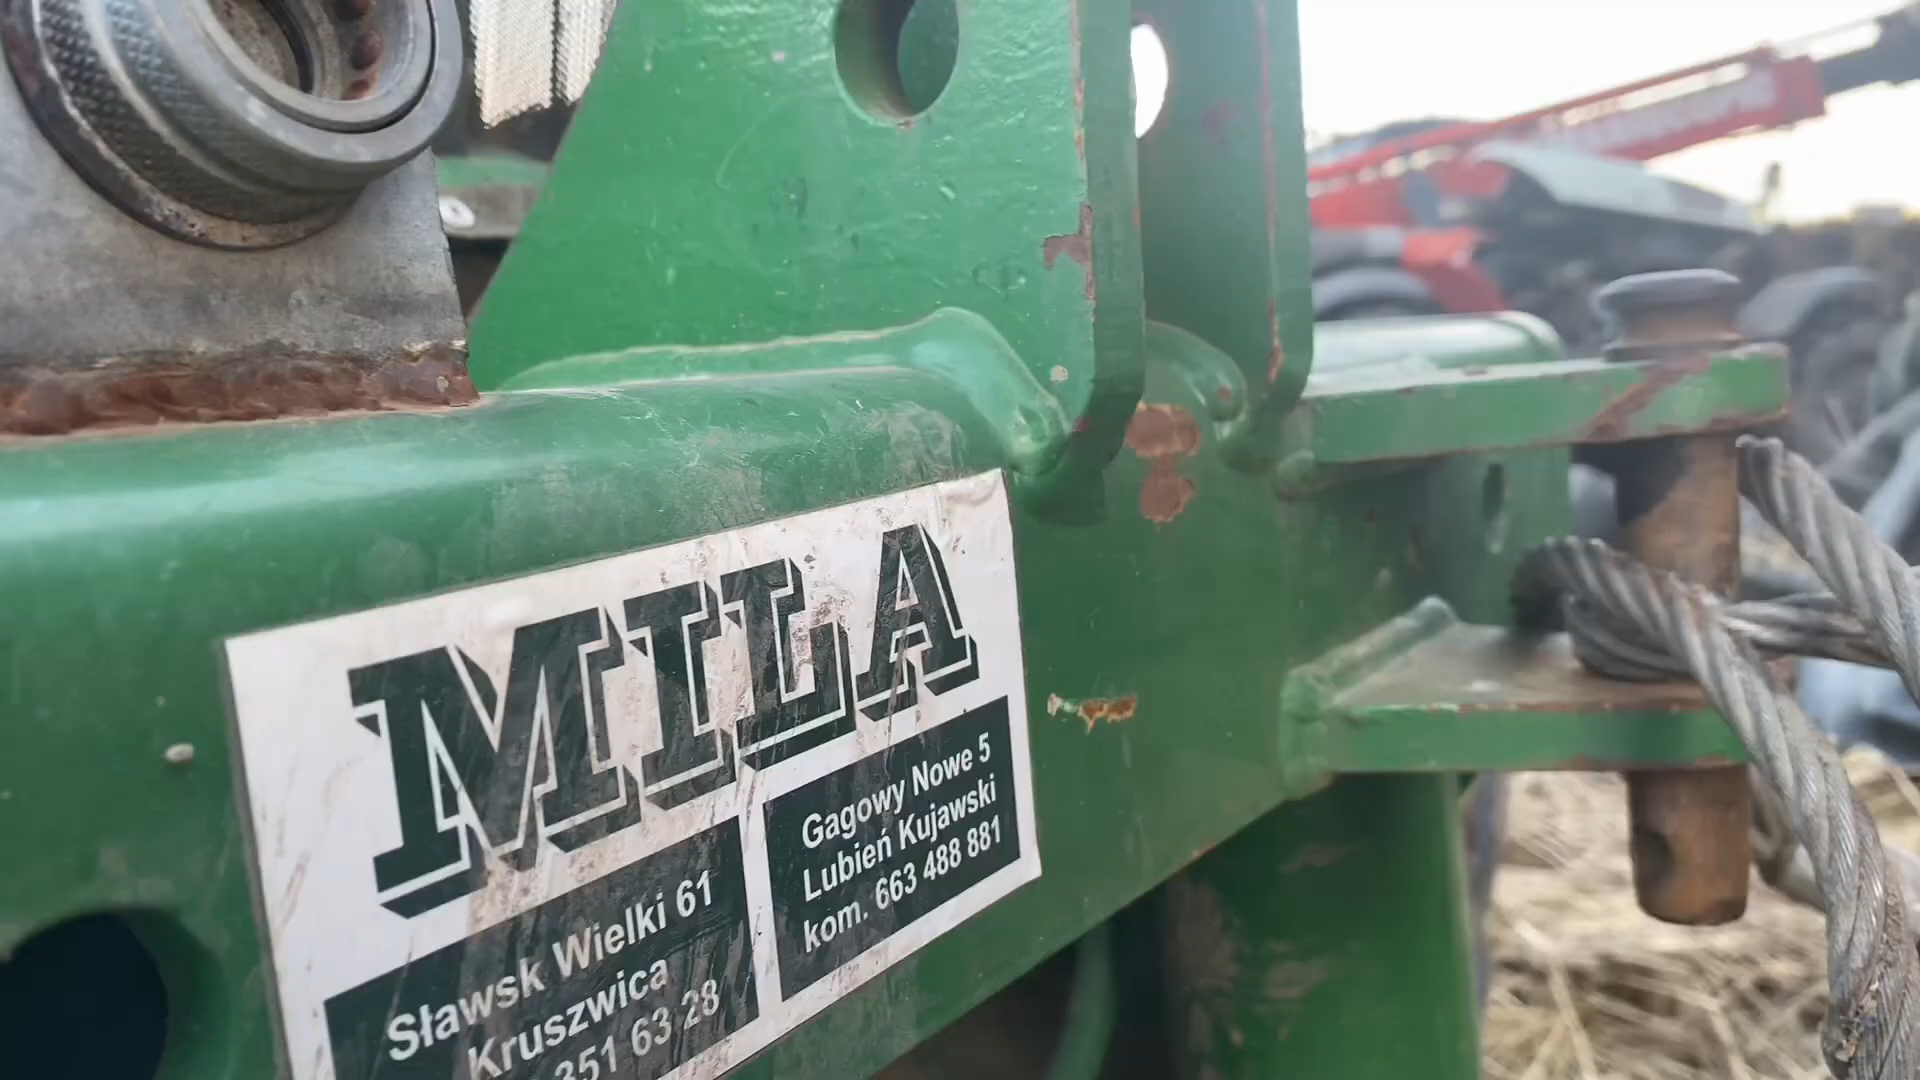 MILA
Sławsk Wielki 61
Kruszwica
351 63 28
Gagowy Nowe 5
Lubień Kujawski
kom. 663 488 881